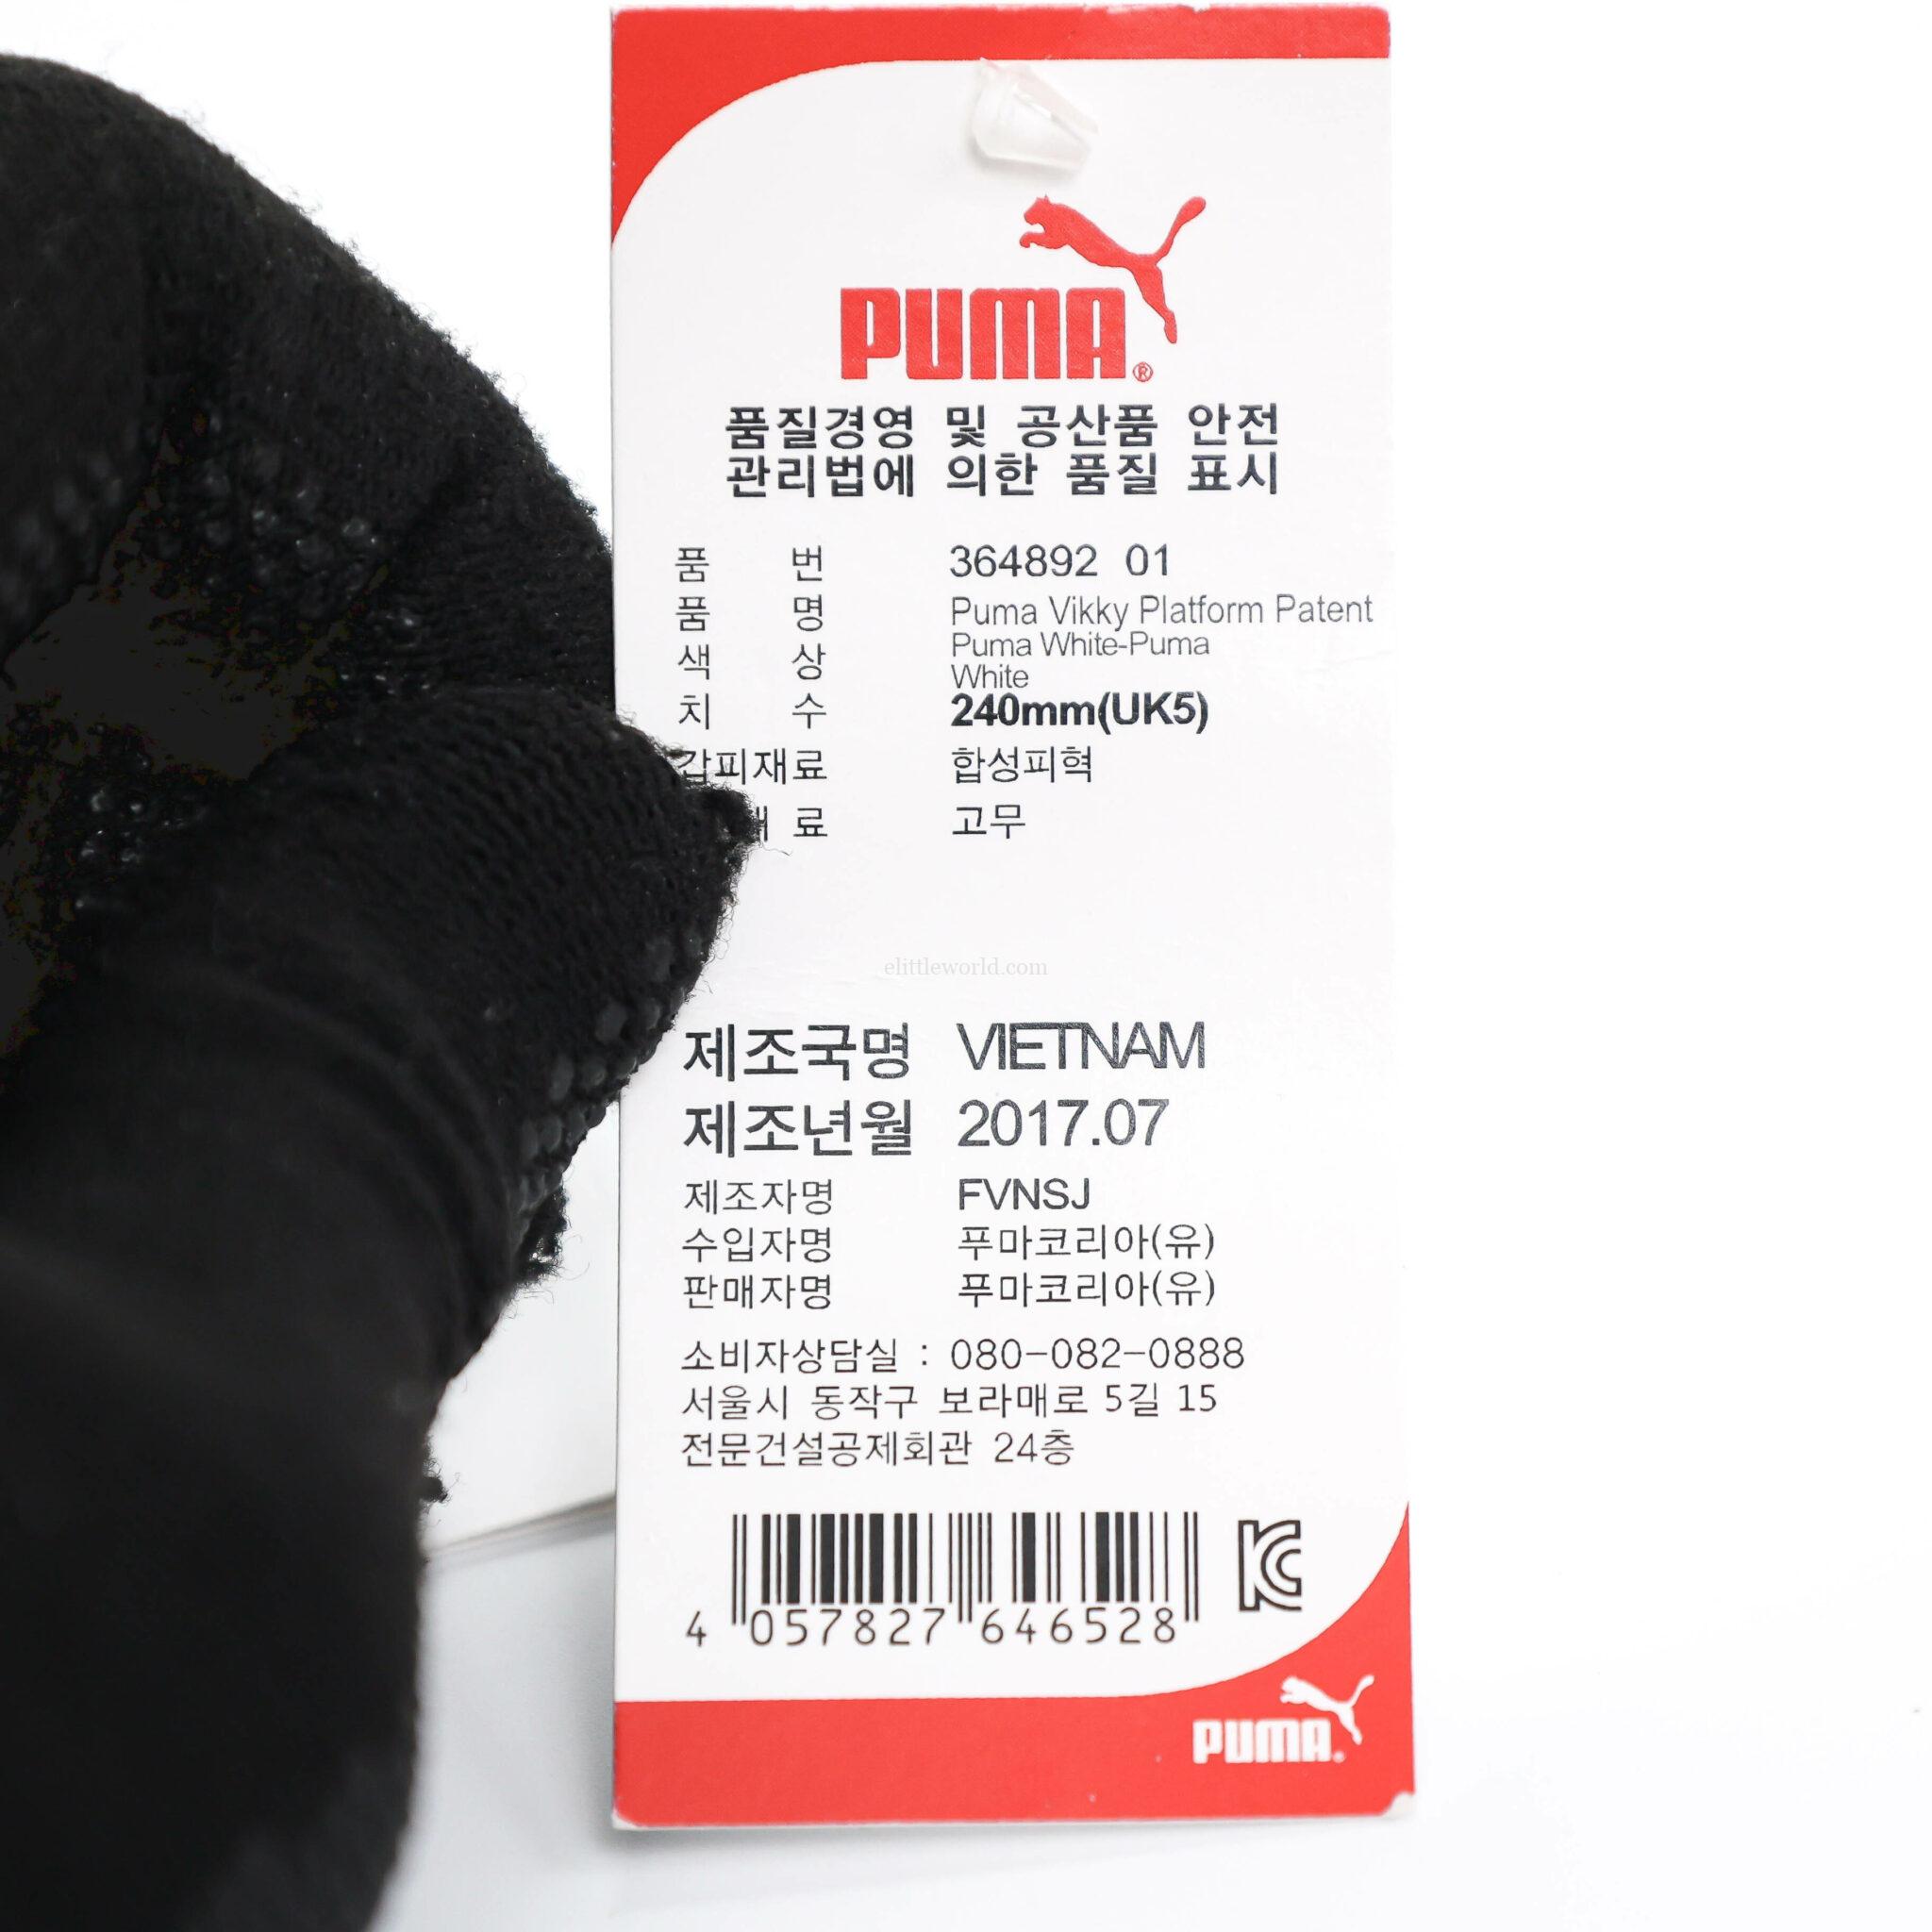 PUMA®
품질경영 및 공산품 안전
관리법에 의한 품질 표시
품 번 364892 01
품 명 Puma Vikky Platform Patent
색 상 Puma White-Puma
White
치 수 240mm(UK5)
갑피재료 합성피혁
료 고무
elittleworld.com
제조국명 VIETNAM
제조년월 2017.07
제조자명 FVNSJ
수입자명 푸마코리아(유)
판매자명 푸마코리아(유)
소비자상담실 : 080-082-0888
서울시 동작구 보라매로 5길 15
전문건설공제회관 24층
4 057827 646528
PUMA